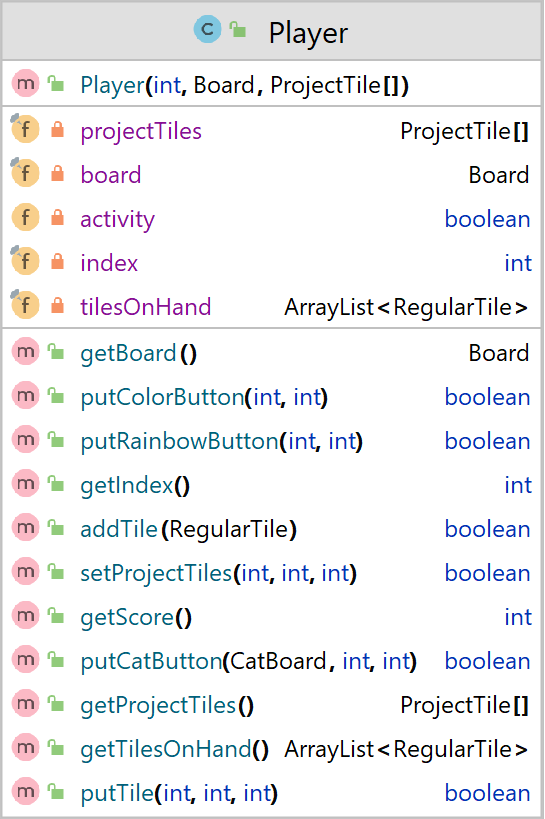 C Player
m Player(int, Board, ProjectTile[])
f projectTiles ProjectTile[]
f board Board
f activity boolean
f index int
f tilesOnHand ArrayList<RegularTile>
m getBoard() Board
m putColorButton(int, int) boolean
m putRainbowButton(int, int) boolean
m getIndex() int
m addTile(RegularTile) boolean
m setProjectTiles(int, int, int) boolean
m getScore() int
m putCatButton(CatBoard, int, int) boolean
m getProjectTiles() ProjectTile[]
m getTilesOnHand() ArrayList<RegularTile>
m putTile(int, int, int) boolean